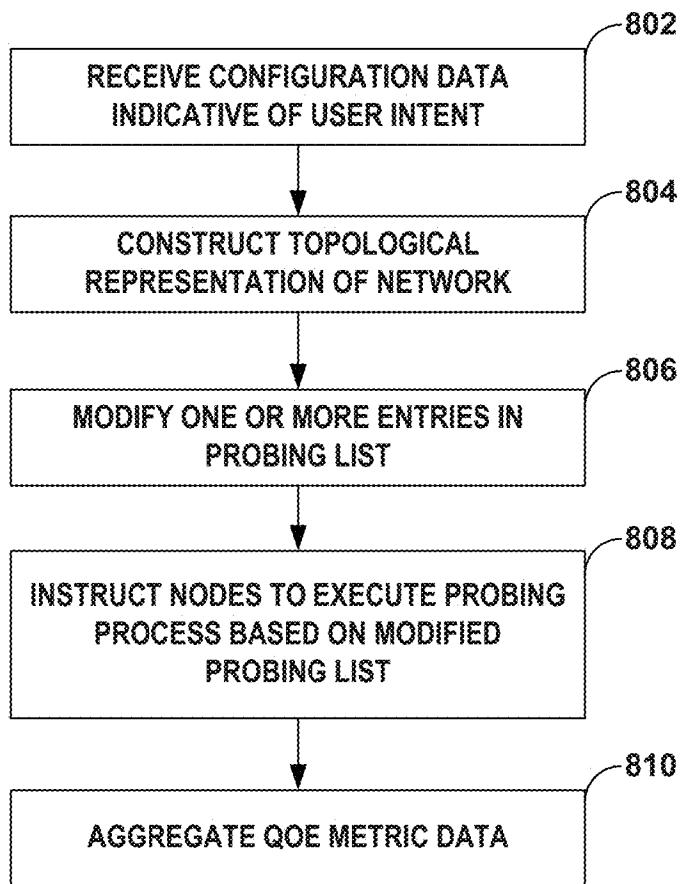 802
RECEIVE CONFIGURATION DATA
INDICATIVE OF USER INTENT
804
CONSTRUCT TOPOLOGICAL
REPRESENTATION OF NETWORK
806
MODIFY ONE OR MORE ENTRIES IN
PROBING LIST
808
INSTRUCT NODES TO EXECUTE PROBING
PROCESS BASED ON MODIFIED
PROBING LIST
810
AGGREGATE QOE METRIC DATA